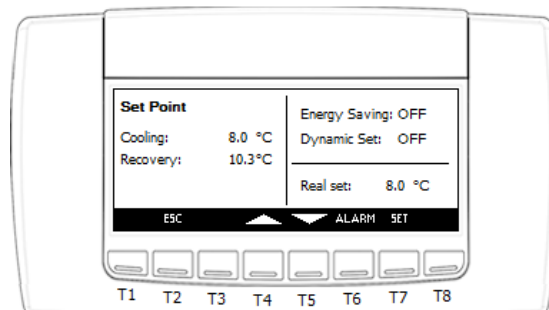 Set Point
Cooling: 8.0 °C
Recovery: 10.3°C
Energy Saving: OFF
Dynamic Set: OFF
Real set: 8.0 °C
ESC ALARM SET
T1 T2 T3 T4 T5 T6 T7 T8